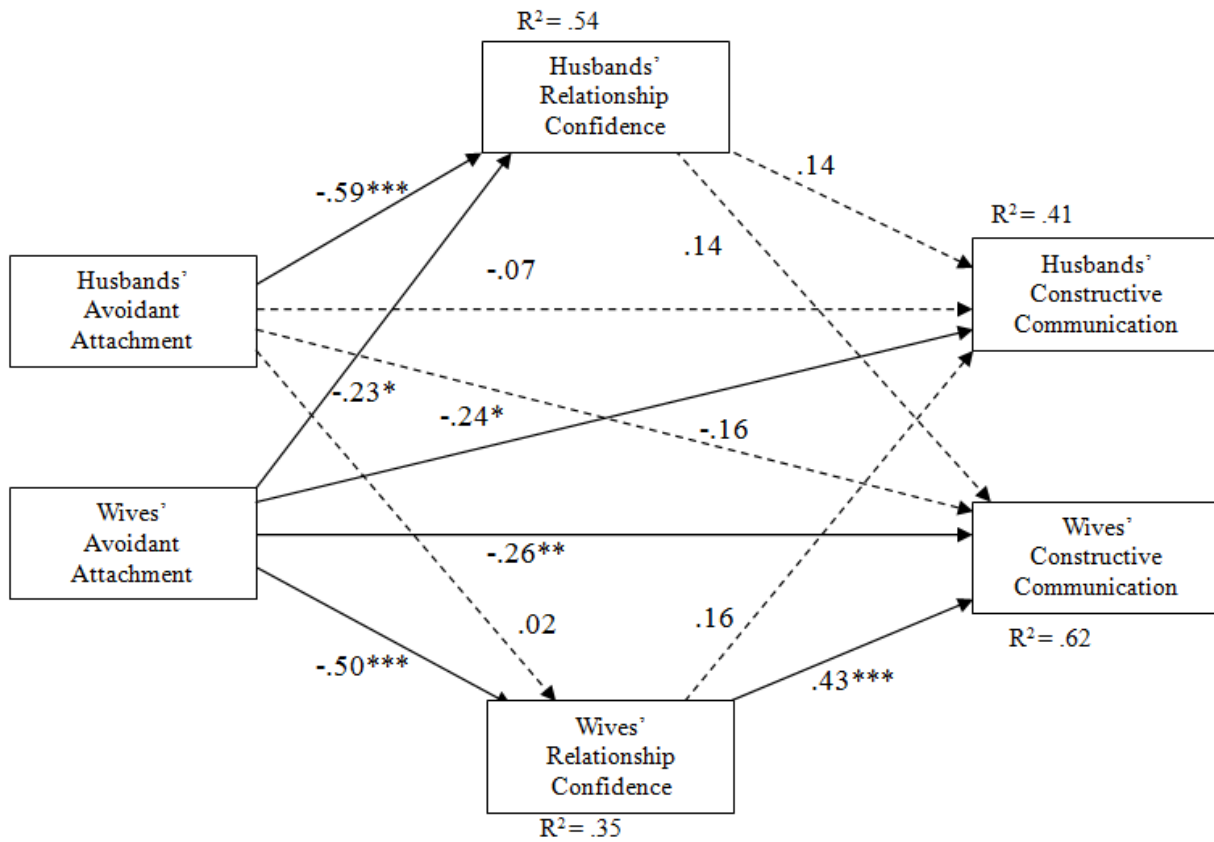 R² = .54
Husbands’
Relationship
Confidence
-.59***
.14
R² = .41
.14
Husbands’
Avoidant
Attachment
-.07
Husbands’
Constructive
Communication
-.23*
-.24*
-.16
Wives’
Avoidant
Attachment
-.26**
Wives’
Constructive
Communication
.02
.16
R² = .62
-.50***
.43***
Wives’
Relationship
Confidence
R² = .35